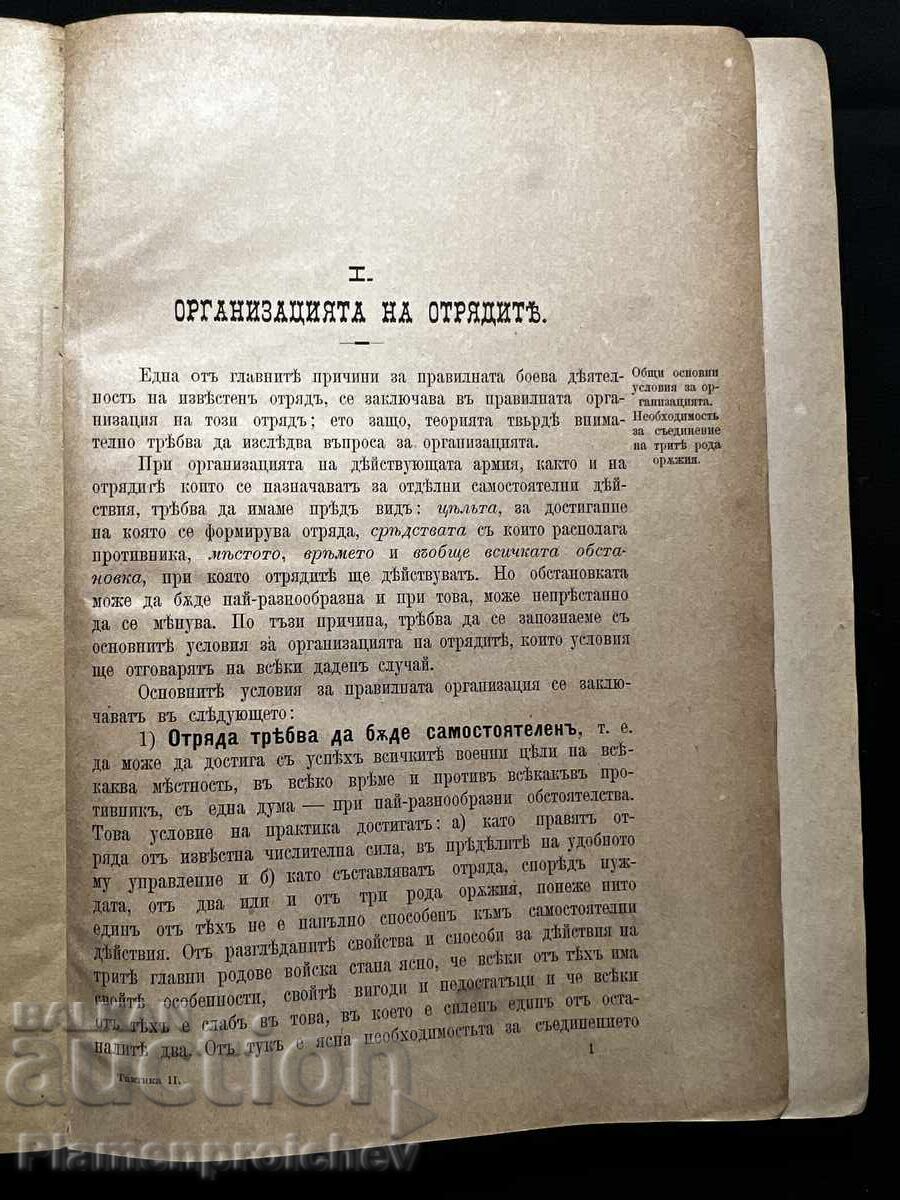 I.
ОРГАНИЗАЦИЯТА НА ОТРЯДИТѢ.
Една отъ главнитѣ причини за правилната боева дѣятел-
ность на извѣстенъ отрядъ, се заключава въ правилната орга-
низация на този отрядъ; ето защо, теорията твърдѣ внима-
телно трѣбва да изслѣдва въпроса за организацията.
Общи основни
условия за ор-
ганизацията.
Необходимость
за съединение
на тритѣ рода
орѫжия.
При организацията на дѣйствующата армия, както и на
отрядитѣ които се назначаватъ за отдѣлни самостоятелни дѣй-
ствия, трѣбва да имаме прѣдъ видъ: цѣльта, за достигание
на която се формирува отряда, срѣдствата съ които располага
противника, мѣстото, врѣмето и въобще всичката обста-
новка, при която отрядитѣ ще дѣйствуватъ. Но обстановката
може да бѫде най-разнообразна и при това, може непрѣстанно
да се мѣнува. По тъзи причина, трѣбва да се запознаеме съ
основнитѣ условия за организацията на отрядитѣ, които условия
ще отговарятъ на всѣки даденъ случай.
Основнитѣ условия за правилната организация се заклю-
чаватъ въ слѣдующето:
1) Отряда трѣбва да бѫде самостоятеленъ, т. е.
да може да достига съ успѣхъ всичките военни цѣли на всѣ-
каква мѣстность, въ всѣко врѣме и противъ всѣкакъвъ про-
тивникъ, съ една дума — при най-разнообразни обстоятелства.
Това условие на практика достигатъ: а) като правятъ от-
ряда отъ извѣстна числителна сила, въ прѣдѣлитѣ на удобното
му управление и б) като съставляватъ отряда, споредъ нуж-
дата, отъ два или и отъ три рода орѫжия, понеже нито
единъ отъ тѣхъ не е напълно способенъ къмъ самостоятелни
дѣйствия. Отъ разглѣданитѣ свойства и способи за дѣйствия на
тритѣ главни родове войска стана ясно, че всѣки отъ тѣхъ има
свойтѣ особенности, свойтѣ вигоди и недостатъци и че всѣки
отъ тѣхъ е слабъ въ това, въ което е силенъ единъ отъ оста-
налитѣ два. Отъ тукъ е ясна необходимостьта за съединението
Тактика II.
1
BALKAN
auction
Plamenproichev